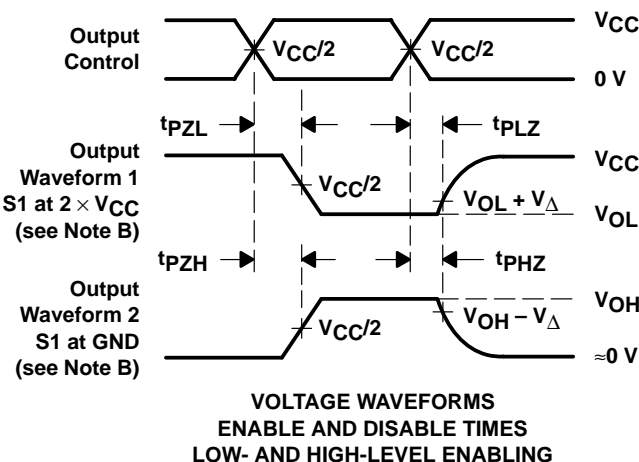 Output
Control
VCC/2
VCC/2
VCC
0 V
tPZL
tPLZ
Output
Waveform 1
S1 at 2 × VCC
(see Note B)
VCC/2
VOL + VΔ
VCC
VOL
tPZH
tPHZ
Output
Waveform 2
S1 at GND
(see Note B)
VCC/2
VOH − VΔ
VOH
≈0 V
VOLTAGE WAVEFORMS
ENABLE AND DISABLE TIMES
LOW- AND HIGH-LEVEL ENABLING